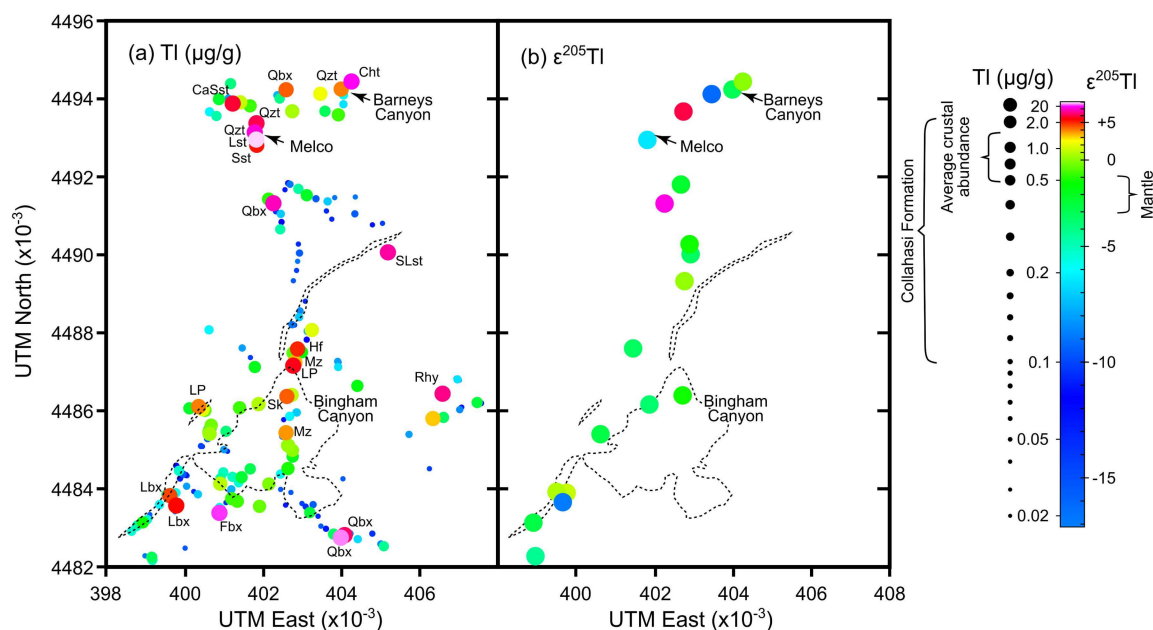 4496
4494
4492
4490
4488
4486
4484
4482
UTM North (x10⁻³)
(a) Tl (µg/g)
Qbx
Qzt
Cht
CaSst
Qzt
Barneys
Canyon
Qzt
Lst
Melco
Sst
Qbx
SLst
Hf
Mz
LP
Rhy
LP
Sk
Bingham
Canyon
Mz
Lbx
Lbx
Fbx
Qbx
Qbx
398
400
402
404
406
UTM East (x10⁻³)
(b) ε²⁰⁵Tl
Barneys
Canyon
Melco
Bingham
Canyon
400
402
404
406
408
UTM East (x10⁻³)
Tl (µg/g)
ε²⁰⁵Tl
20
2.0
1.0
0.5
0.2
0.1
0.05
0.02
+5
0
-5
-10
-15
Mantle
Average crustal
abundance
Collahasi Formation